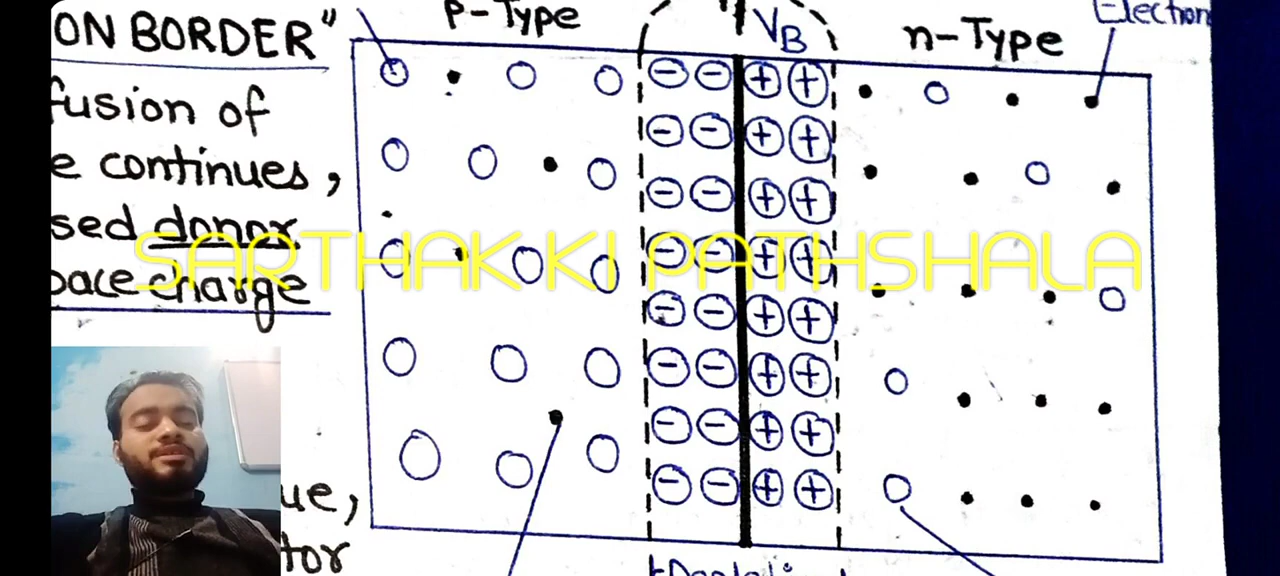 ON BORDER"
fusion of
e continues,
sed donor
pace charge
ue,
tor
P-Type
VB
n-Type
Electron
SARTHAK KI PATHSHALA